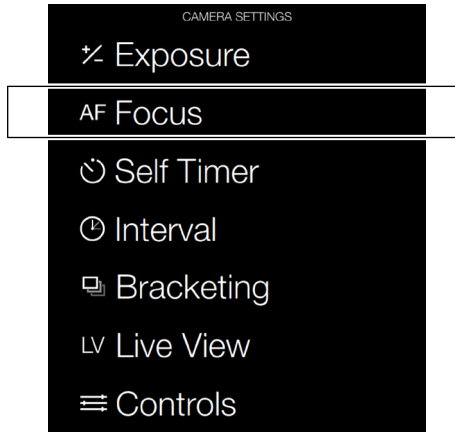 CAMERA SETTINGS
Exposure
AF Focus
Self Timer
Interval
Bracketing
LV Live View
Controls